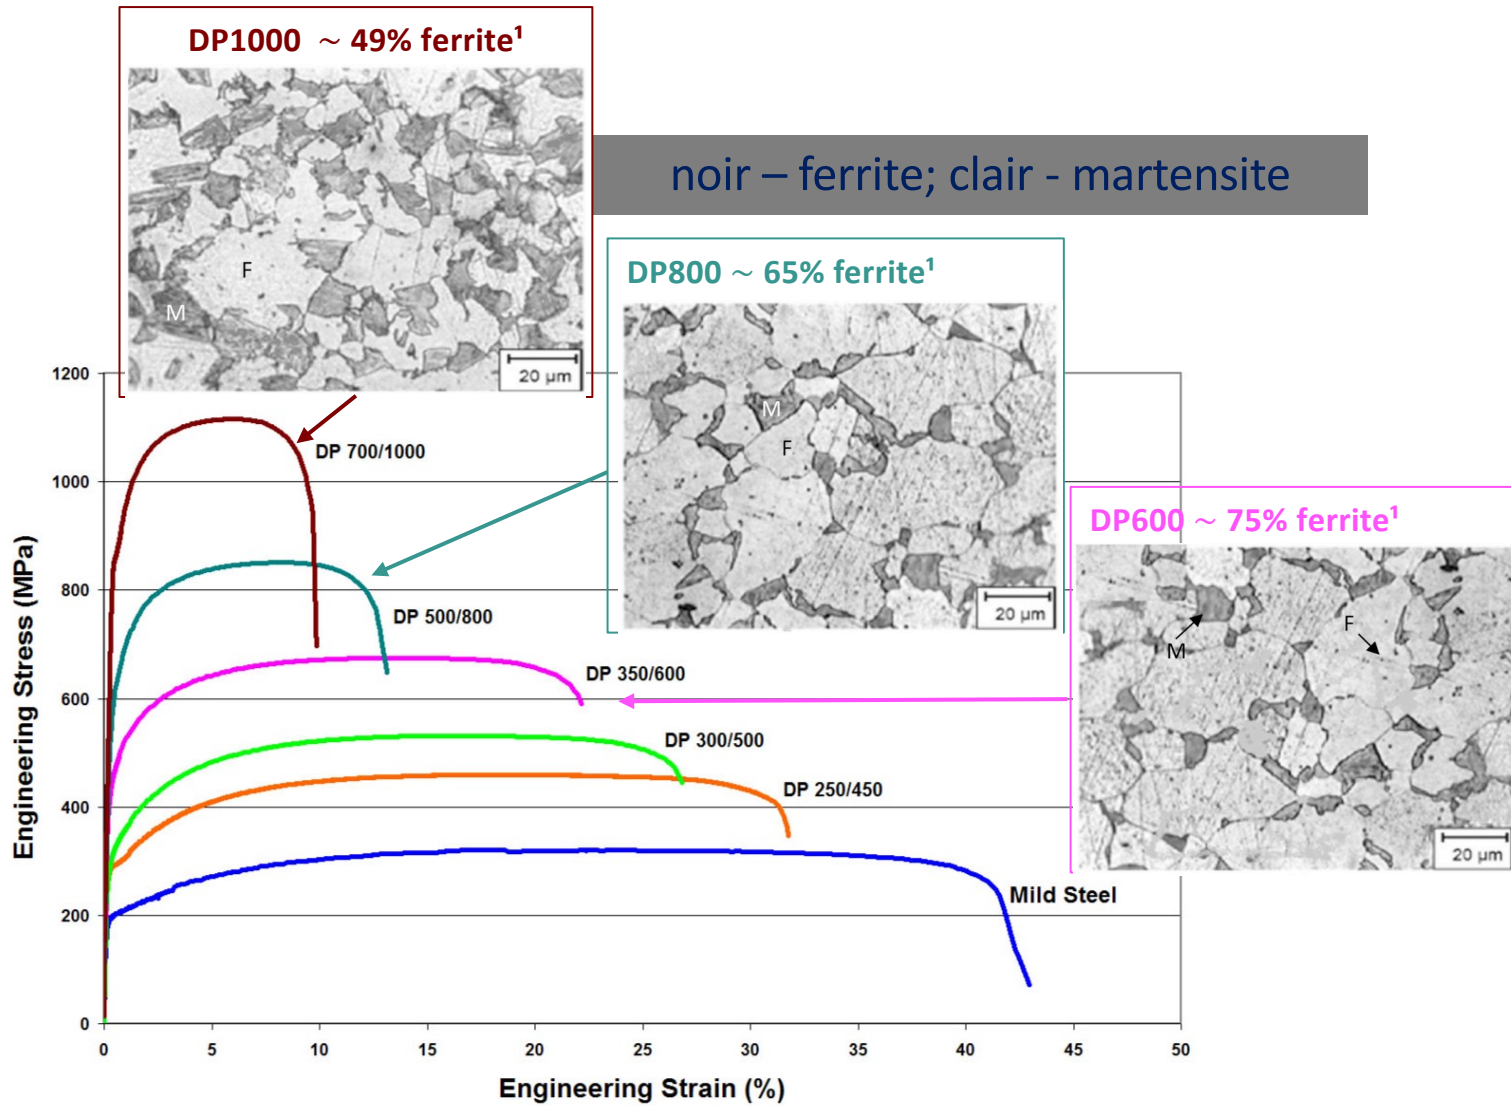 DP1000 ~ 49% ferrite¹
F
M
20 µm
noir – ferrite; clair - martensite
DP800 ~ 65% ferrite¹
M
F
20 µm
DP600 ~ 75% ferrite¹
F
M
20 µm
Engineering Stress (MPa)
1200
1000
800
600
400
200
0
DP 700/1000
DP 500/800
DP 350/600
DP 300/500
DP 250/450
Mild Steel
0 5 10 15 20 25 30 35 40 45 50
Engineering Strain (%)